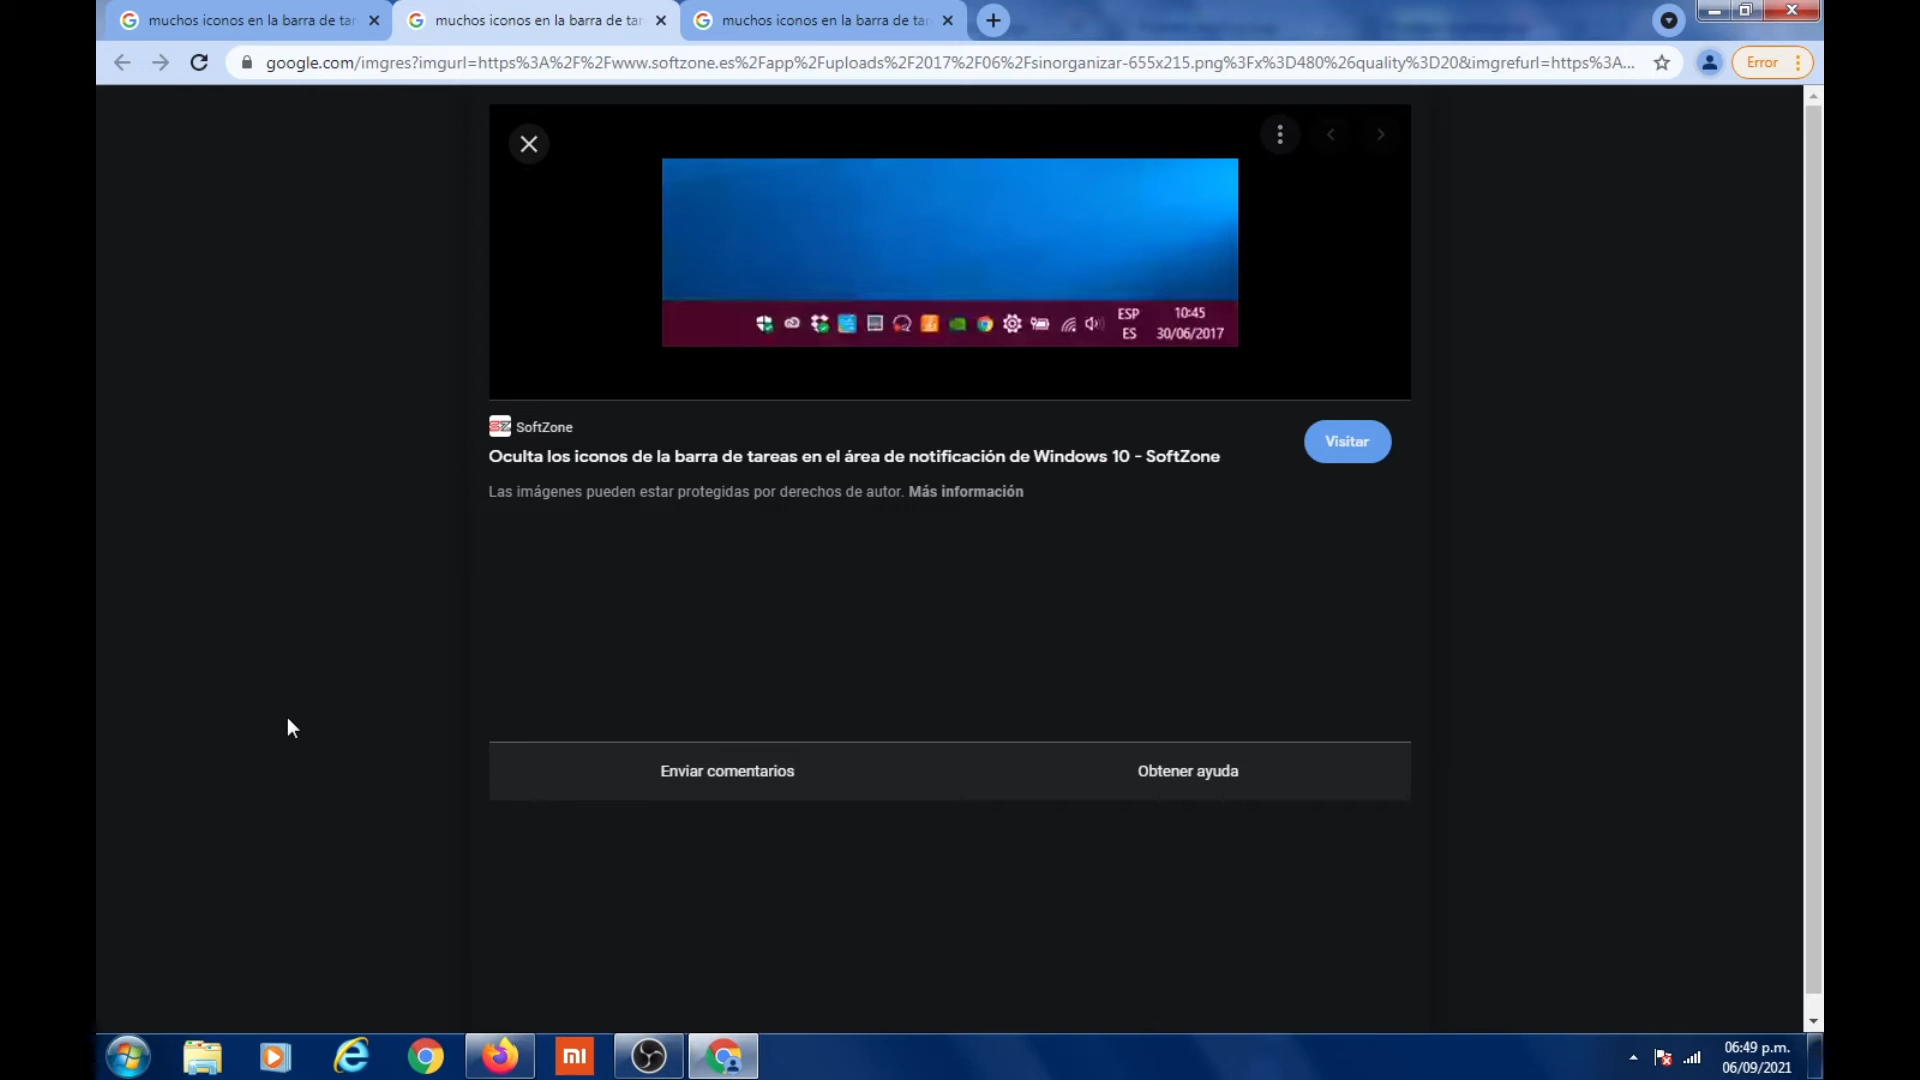 muchos iconos en la barra de tar
muchos iconos en la barra de tar
muchos iconos en la barra de tar
google.com/imgres?imgurl=https%3A%2F%2Fwww.softzone.es%2Fapp%2Fuploads%2F2017%2F06%2Fsinorganizar-655x215.png%3Fx%3D480%26quality%3D20&imgrefurl=https%3A...
Error
ESP
ES
10:45
30/06/2017
SZ SoftZone
Oculta los iconos de la barra de tareas en el área de notificación de Windows 10 - SoftZone
Visitar
Las imágenes pueden estar protegidas por derechos de autor. Más información
Enviar comentarios
Obtener ayuda
mi
06:49 p.m.
06/09/2021